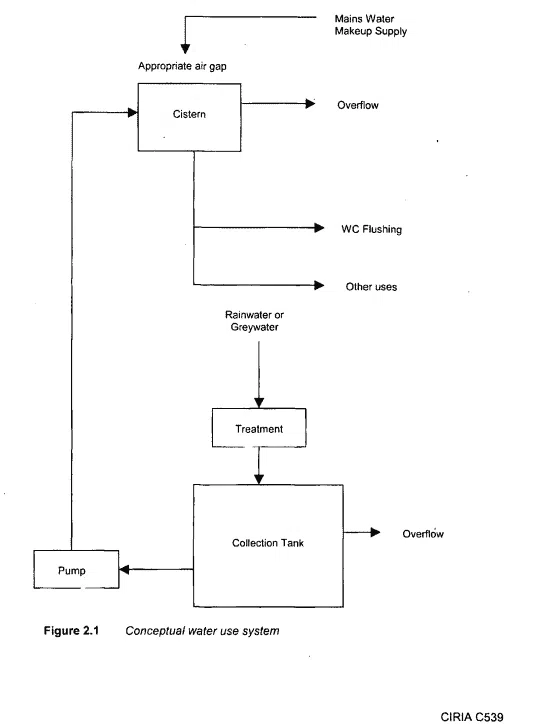 Mains Water
Makeup Supply
Appropriate air gap
Cistern
Overflow
WC Flushing
Other uses
Rainwater or
Greywater
Treatment
Collection Tank
Overflow
Pump
Figure 2.1 Conceptual water use system
CIRIA C539